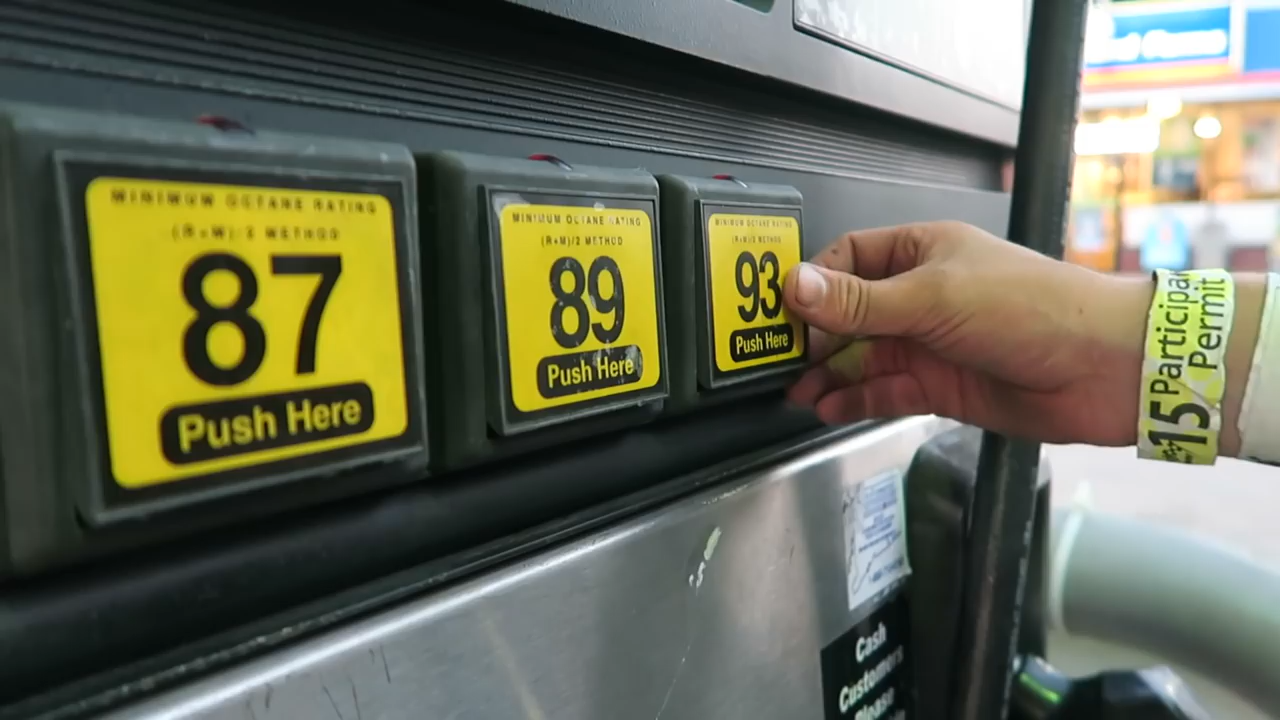 MINIMUM OCTANE RATING
(R+M)/2 METHOD
87
Push Here
MINIMUM OCTANE RATING
(R+M)/2 METHOD
89
Push Here
MINIMUM OCTANE RATING
(R+M)/2 METHOD
93
Push Here
Participa
Permit
15
Cash
Customers
Please